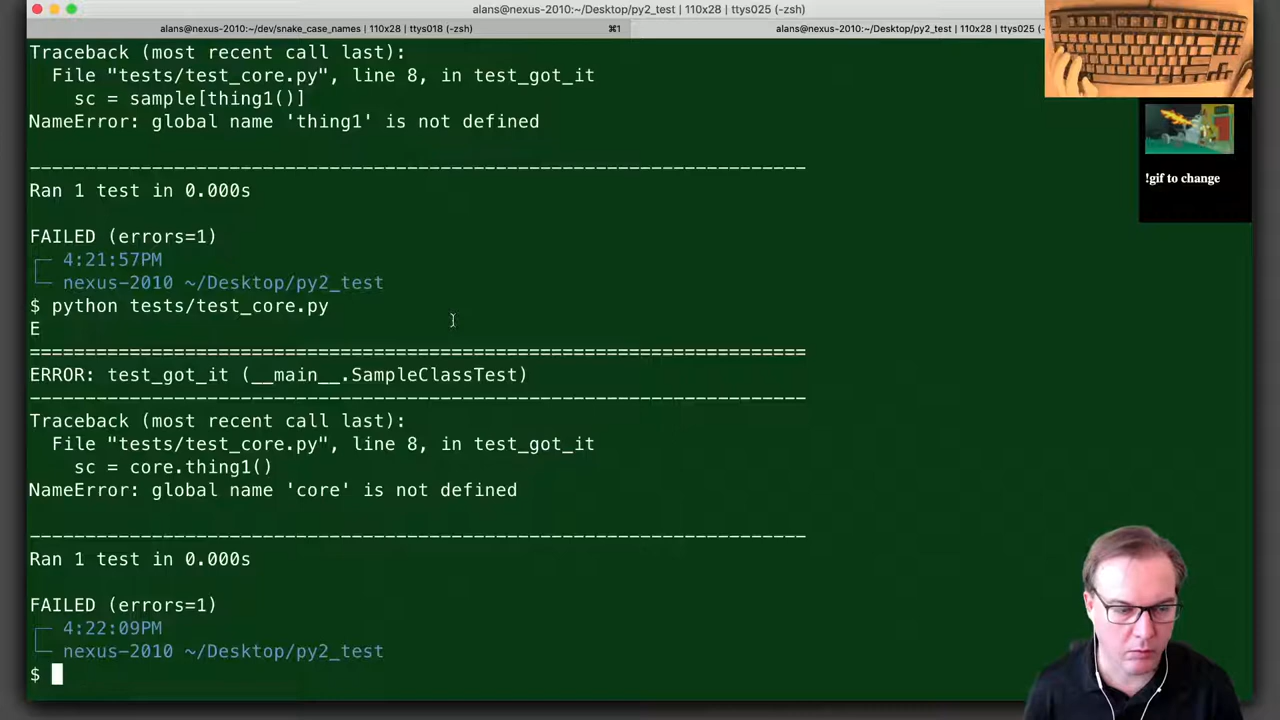 alans@nexus-2010:~/Desktop/py2_test | 110x28 | ttys025 (-zsh)
alans@nexus-2010:~/dev/snake_case_names | 110x28 | ttys018 (-zsh) ⌘1
alans@nexus-2010:~/Desktop/py2_test | 110x28 | ttys025 (-
Traceback (most recent call last):
  File "tests/test_core.py", line 8, in test_got_it
    sc = sample[thing1()]
NameError: global name 'thing1' is not defined
----------------------------------------------------------------------
Ran 1 test in 0.000s
FAILED (errors=1)
┌─ 4:21:57PM
└─ nexus-2010 ~/Desktop/py2_test
$ python tests/test_core.py
E
======================================================================
ERROR: test_got_it (__main__.SampleClassTest)
----------------------------------------------------------------------
Traceback (most recent call last):
  File "tests/test_core.py", line 8, in test_got_it
    sc = core.thing1()
NameError: global name 'core' is not defined
----------------------------------------------------------------------
Ran 1 test in 0.000s
FAILED (errors=1)
┌─ 4:22:09PM
└─ nexus-2010 ~/Desktop/py2_test
$
!gif to change